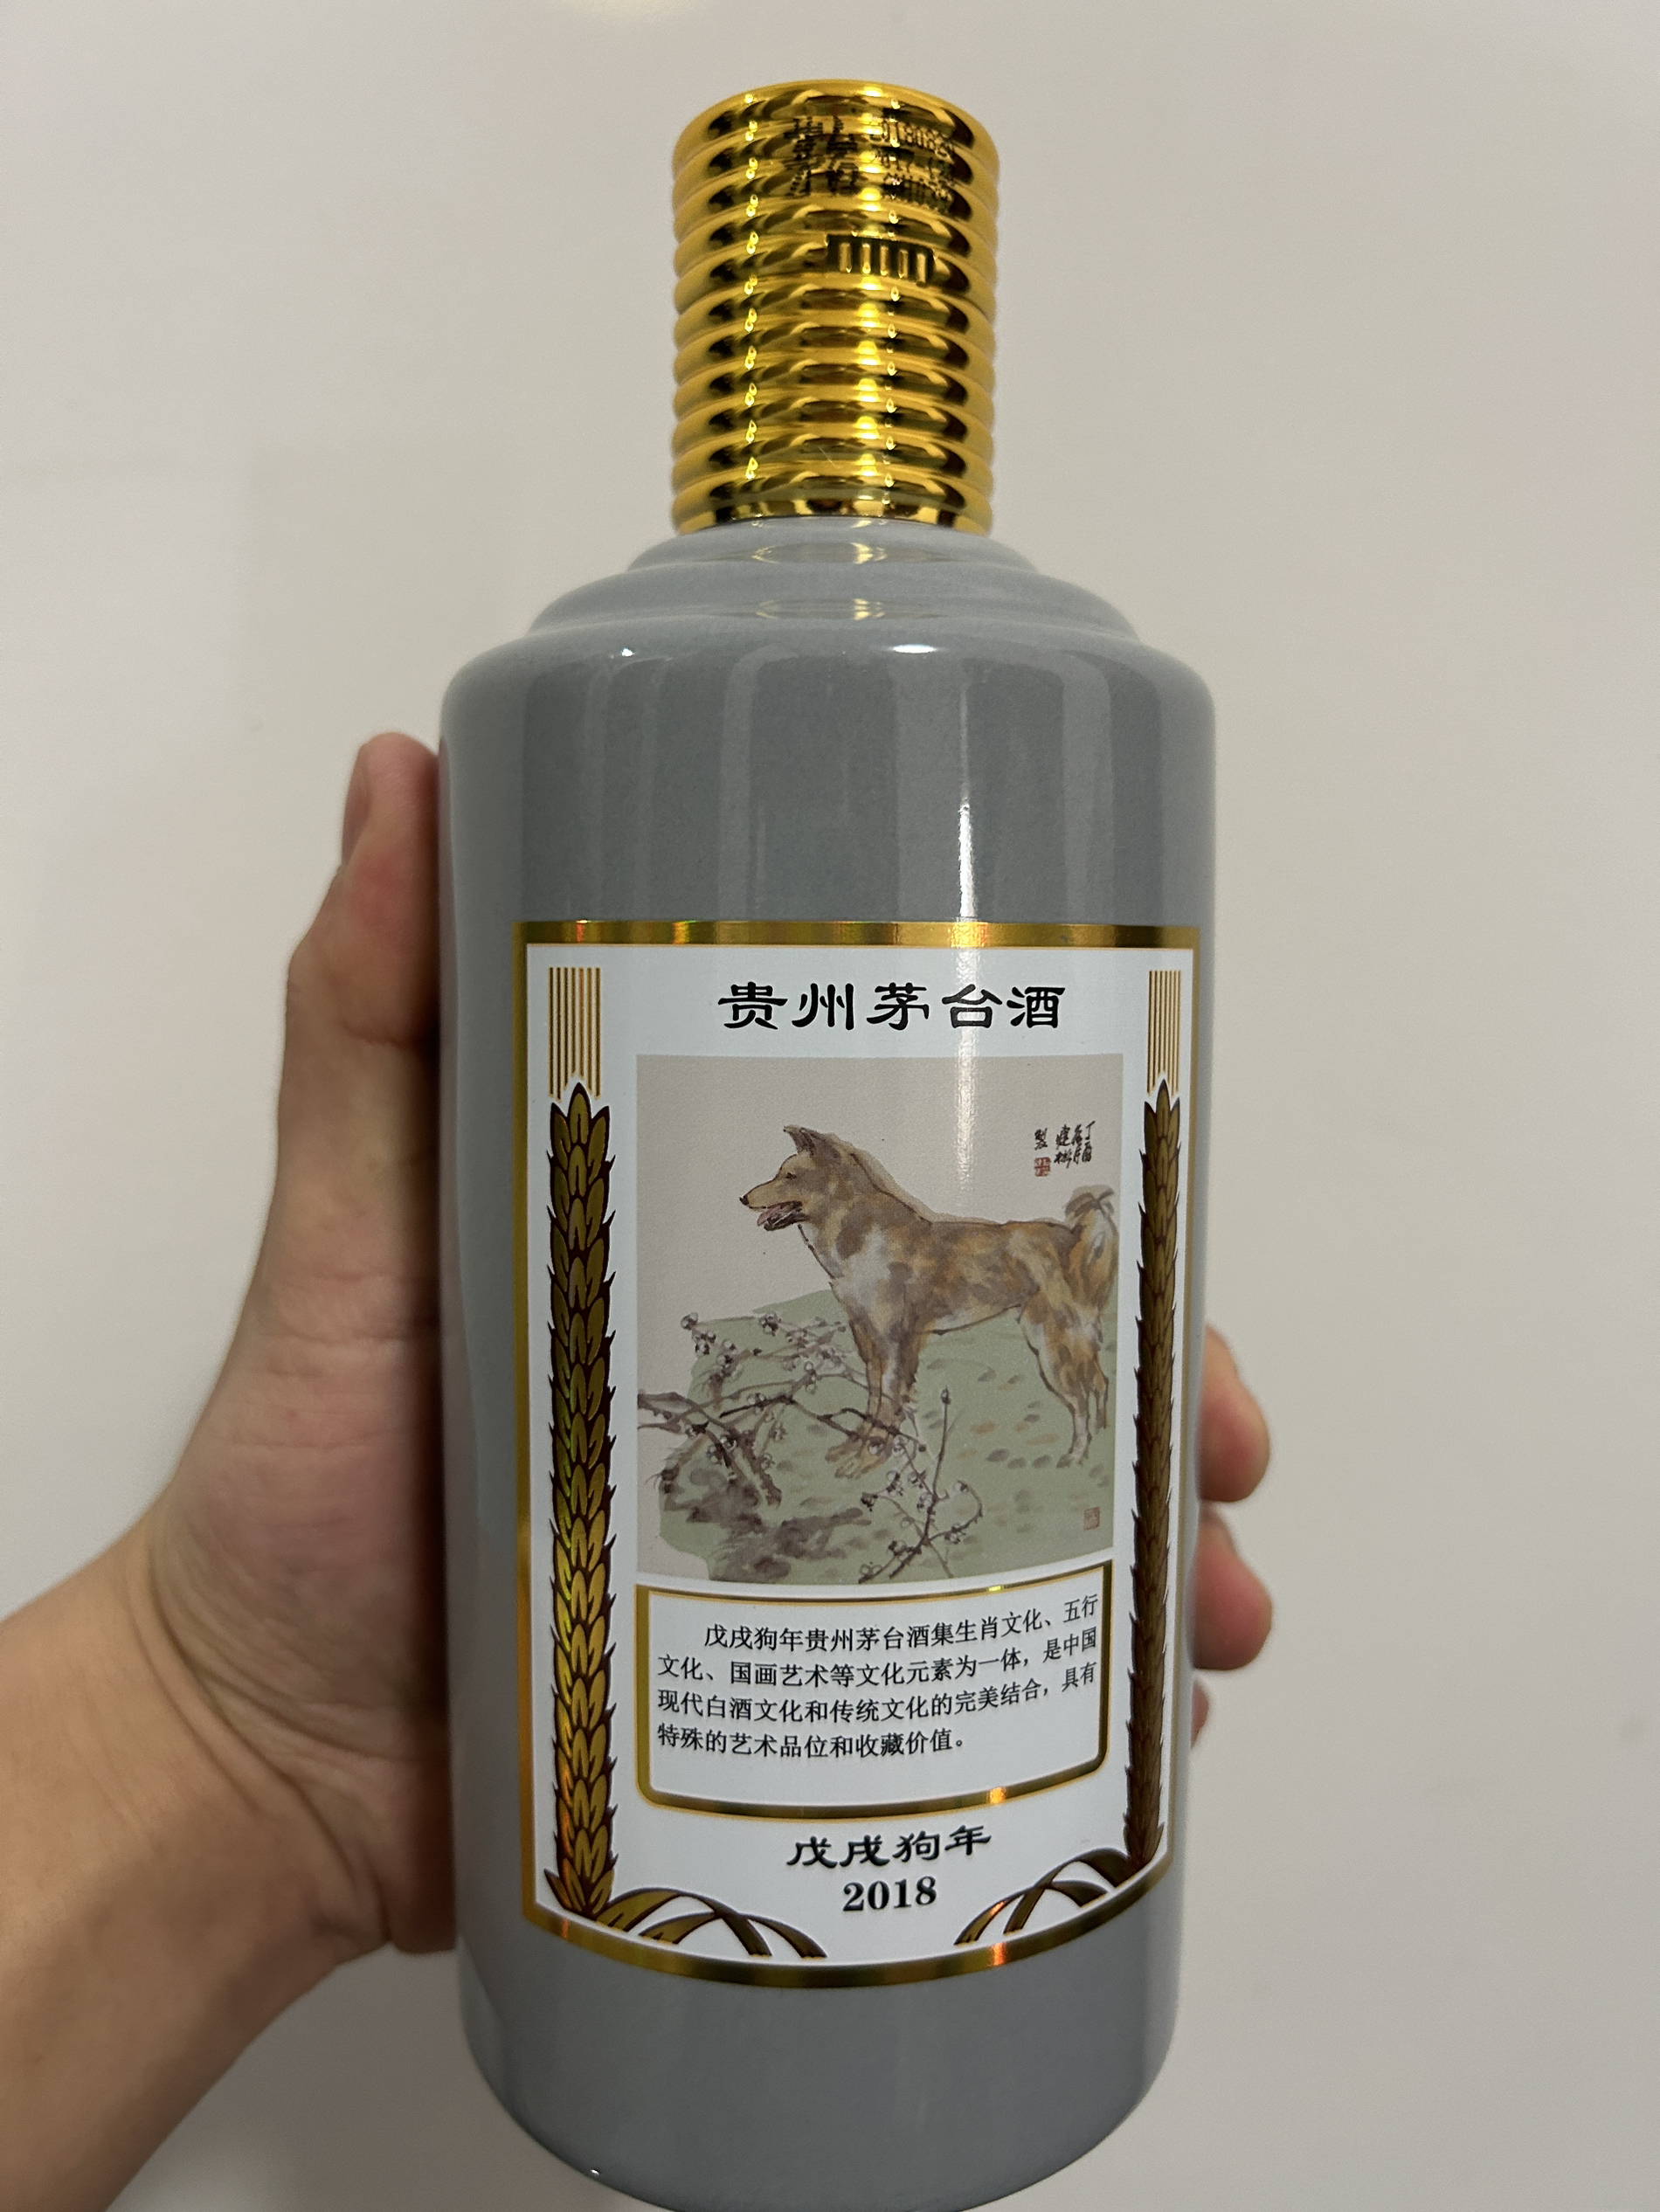 贵州茅台酒
戊戌狗年贵州茅台酒集生肖文化、五行
文化、国画艺术等文化元素为一体，是中国
现代白酒文化和传统文化的完美结合，具有
特殊的艺术品位和收藏价值。
戊戌狗年
2018